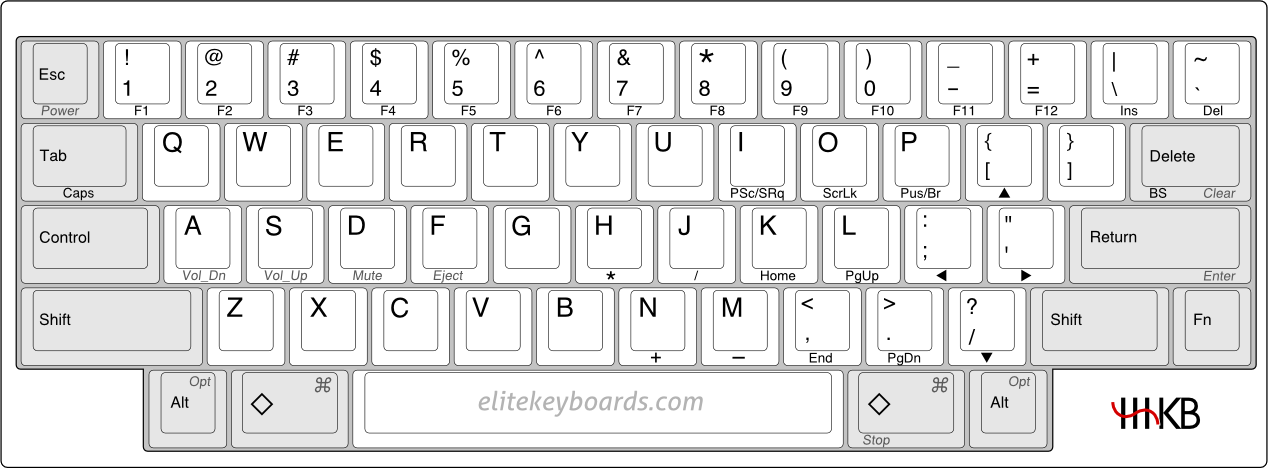 ! @ # $ % ^ & * ( ) _ + | ~
Esc 1 2 3 4 5 6 7 8 9 0 - = \ `
Power F1 F2 F3 F4 F5 F6 F7 F8 F9 F10 F11 F12 Ins Del
Tab Q W E R T Y U I O P { [ } ] Delete
Caps PSc/SRq ScrLk Pus/Br ▲ BS Clear
Control A S D F G H J K L : ; " ' Return
Vol_Dn Vol_Up Mute Eject * / Home PgUp ◀ ▶ Enter
Shift Z X C V B N M < , > . ? / Shift Fn
+ – End PgDn ▼
Opt ⌘ ⌘ Opt
Alt ◇ elitekeyboards.com ◇ Alt
Stop
HHKB